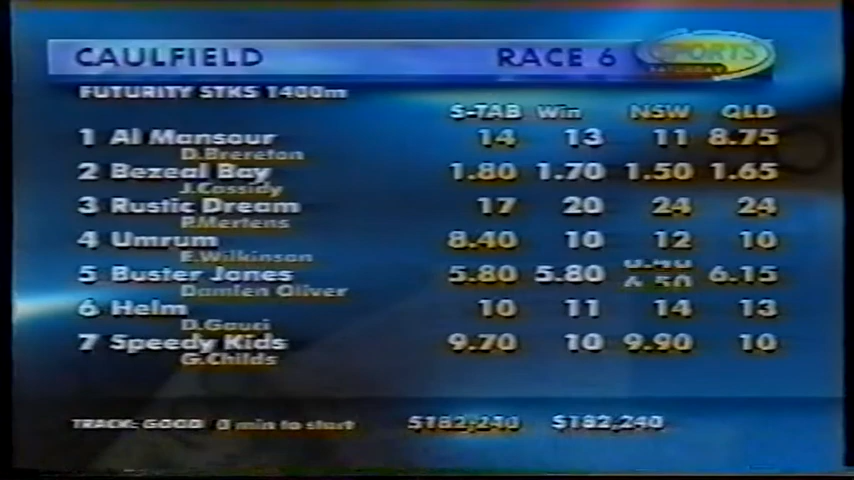 CAULFIELD RACE 6 SPORTS SATURDAY
FUTURITY STKS 1400m
S-TAB Win NSW QLD
1 Al Mansour 14 13 11 8.75
D.Brereton
2 Bezeal Bay 1.80 1.70 1.50 1.65
J.Cassidy
3 Rustic Dream 17 20 24 24
P.Mertens
4 Umrum 8.40 10 12 10
E.Wilkinson
5 Buster Jones 5.80 5.80 6.50 6.15
Damien Oliver
6 Helm 10 11 14 13
D.Gauci
7 Speedy Kids 9.70 10 9.90 10
G.Childs
TRACK: GOOD 0 min to start $182,240 $182,240